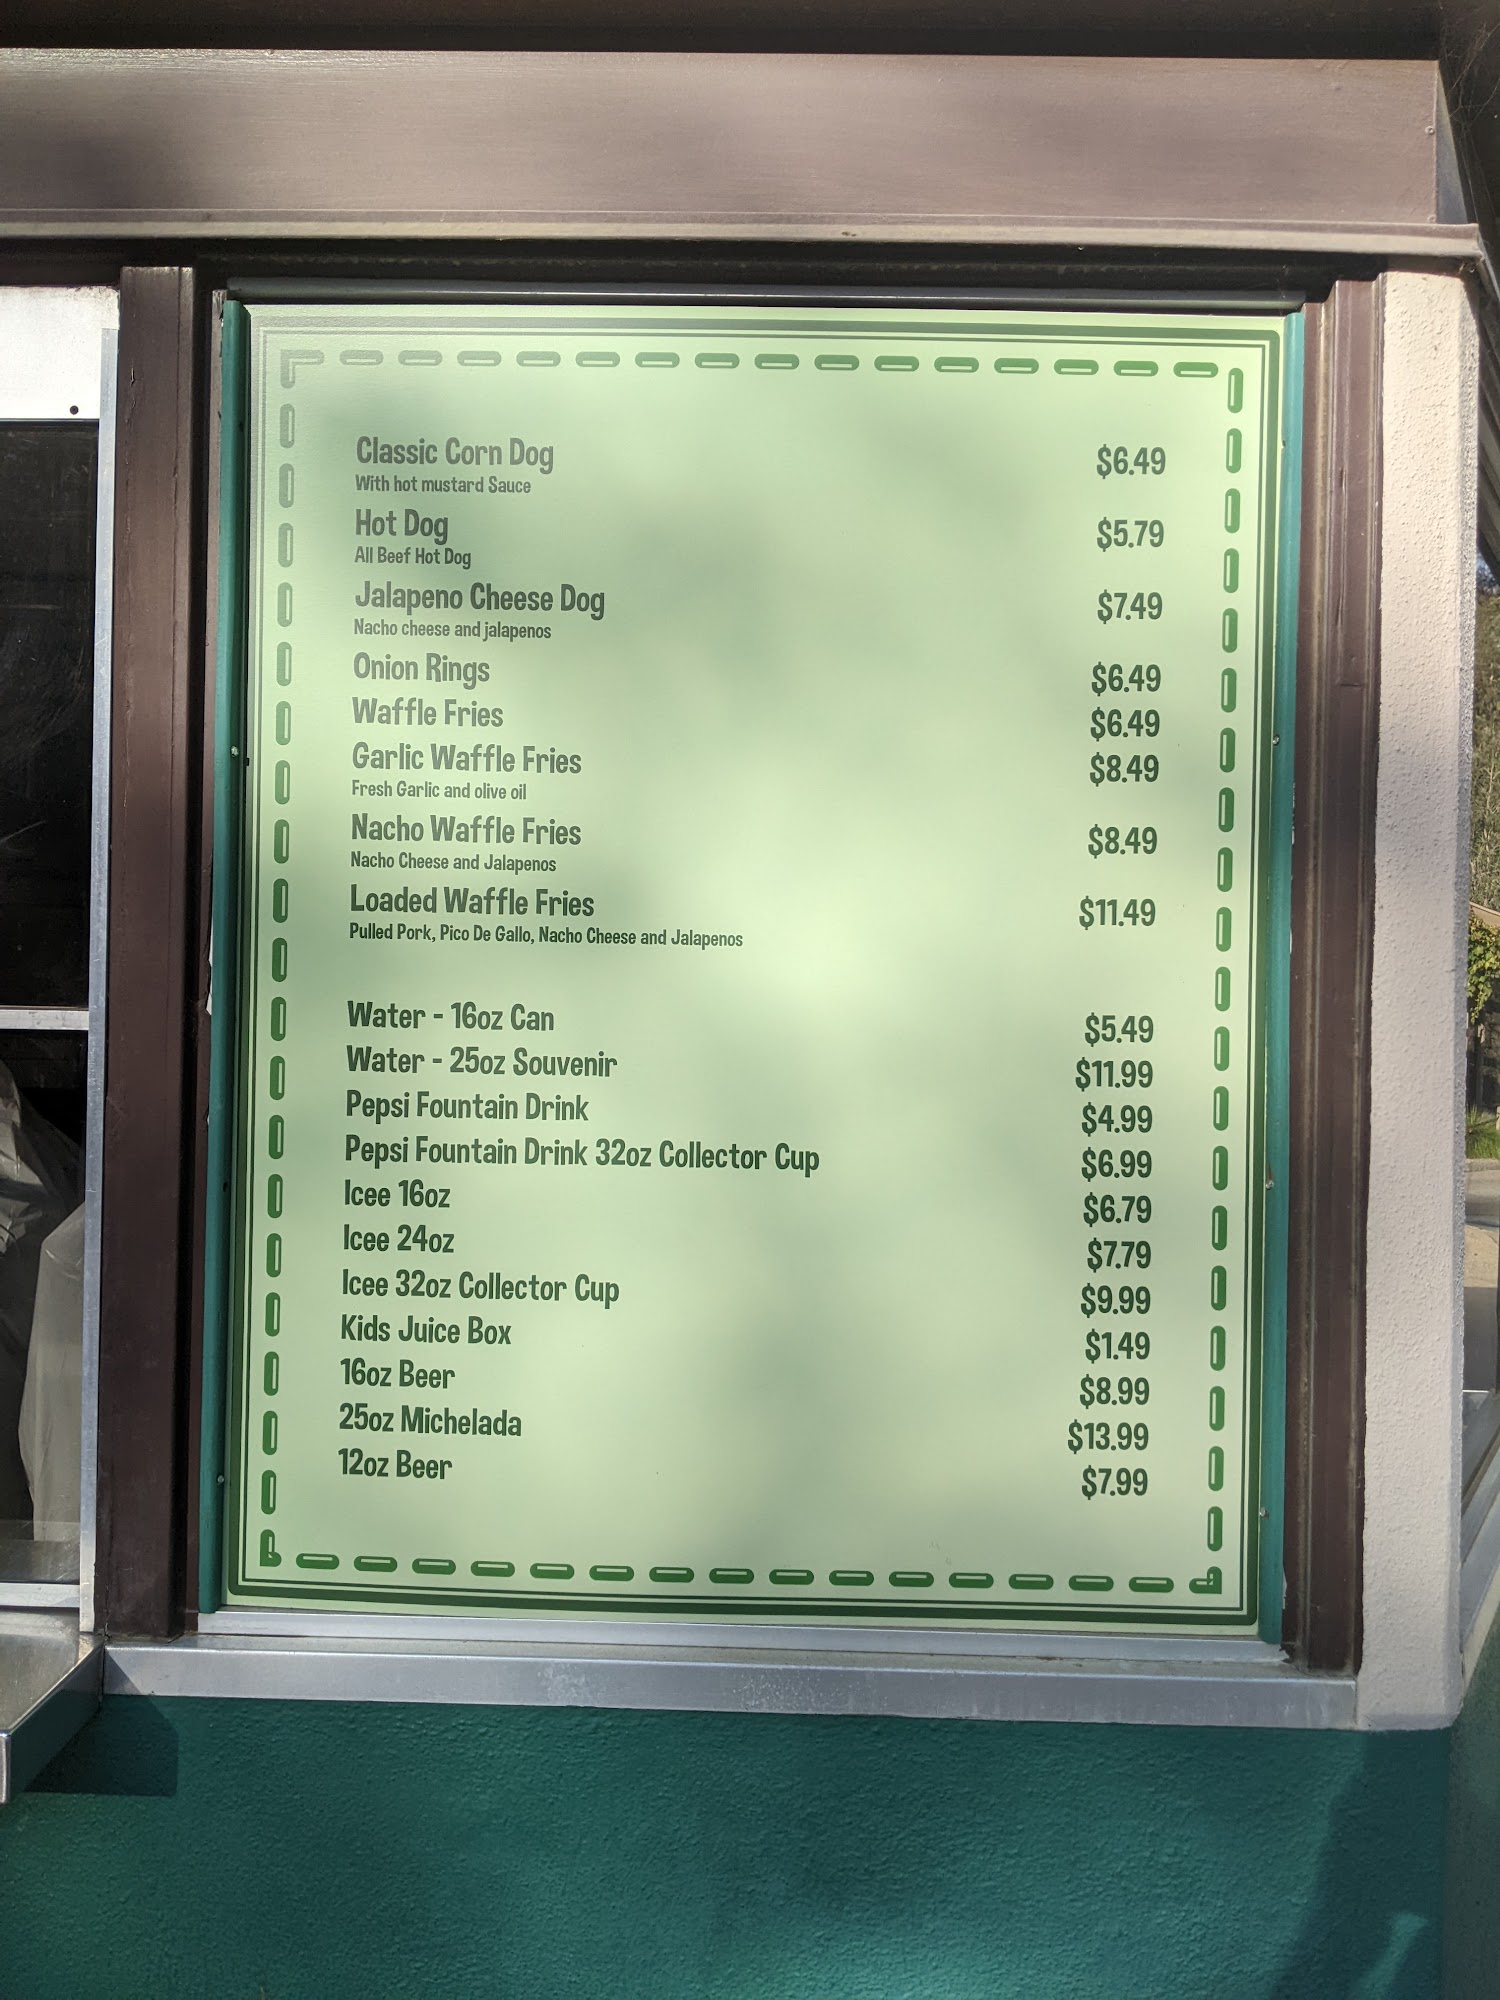 Classic Corn Dog $6.49
With hot mustard Sauce
Hot Dog $5.79
All Beef Hot Dog
Jalapeno Cheese Dog $7.49
Nacho cheese and jalapenos
Onion Rings $6.49
Waffle Fries $6.49
Garlic Waffle Fries $8.49
Fresh Garlic and olive oil
Nacho Waffle Fries $8.49
Nacho Cheese and Jalapenos
Loaded Waffle Fries $11.49
Pulled Pork, Pico De Gallo, Nacho Cheese and Jalapenos
Water - 16oz Can $5.49
Water - 25oz Souvenir $11.99
Pepsi Fountain Drink $4.99
Pepsi Fountain Drink 32oz Collector Cup $6.99
Icee 16oz $6.79
Icee 24oz $7.79
Icee 32oz Collector Cup $9.99
Kids Juice Box $1.49
16oz Beer $8.99
25oz Michelada $13.99
12oz Beer $7.99